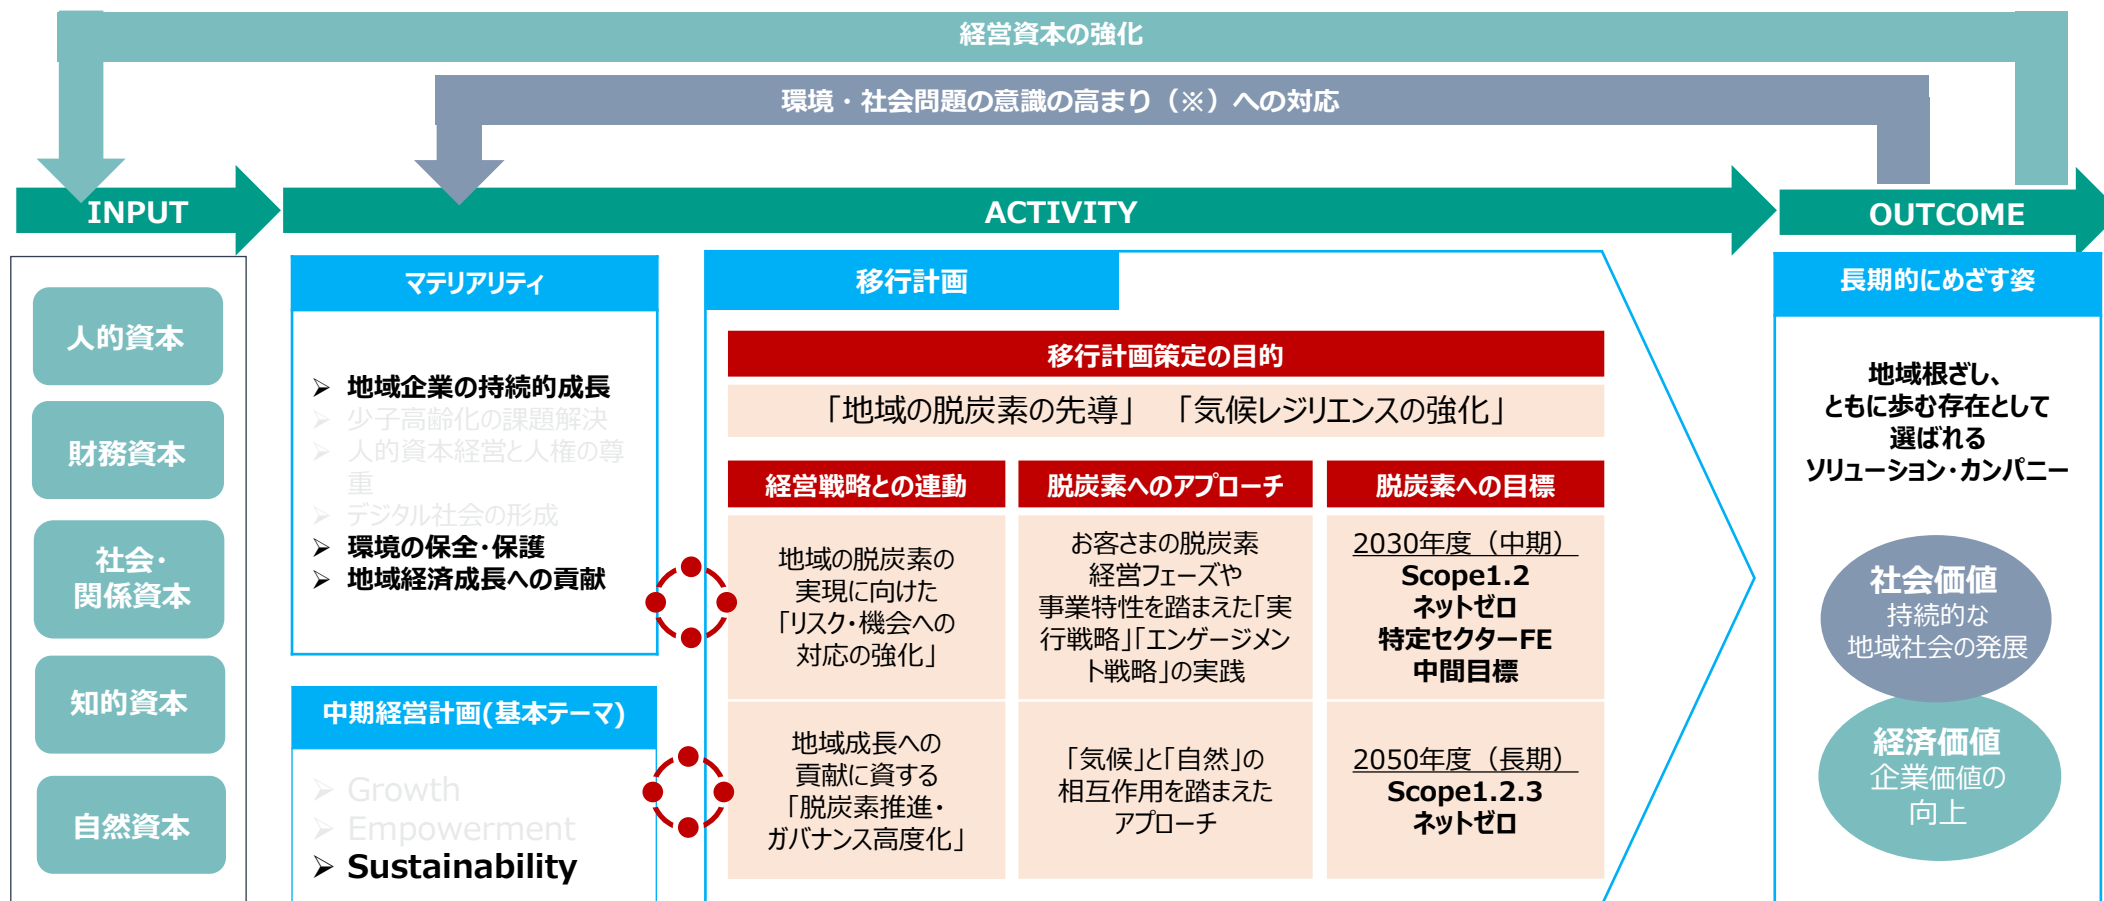 経営資本の強化
環境・社会問題の意識の高まり（※）への対応
INPUT
ACTIVITY
OUTCOME
人的資本
財務資本
社会・
関係資本
知的資本
自然資本
マテリアリティ
➢ 地域企業の持続的成長
➢ 少子高齢化の課題解決
➢ 人的資本経営と人権の尊
重
➢ デジタル社会の形成
➢ 環境の保全・保護
➢ 地域経済成長への貢献
中期経営計画(基本テーマ)
➢ Growth
➢ Empowerment
➢ Sustainability
移行計画
移行計画策定の目的
「地域の脱炭素の先導」 「気候レジリエンスの強化」
経営戦略との連動
地域の脱炭素の
実現に向けた
「リスク・機会への
対応の強化」
地域成長への
貢献に資する
「脱炭素推進・
ガバナンス高度化」
脱炭素へのアプローチ
お客さまの脱炭素
経営フェーズや
事業特性を踏まえた「実
行戦略」「エンゲージメン
ト戦略」の実践
「気候」と「自然」の
相互作用を踏まえた
アプローチ
脱炭素への目標
2030年度（中期）
Scope1.2
ネットゼロ
特定セクターFE
中間目標
2050年度（長期）
Scope1.2.3
ネットゼロ
長期的にめざす姿
地域根ざし、
ともに歩む存在として
選ばれる
ソリューション・カンパニー
社会価値
持続的な
地域社会の発展
経済価値
企業価値の
向上